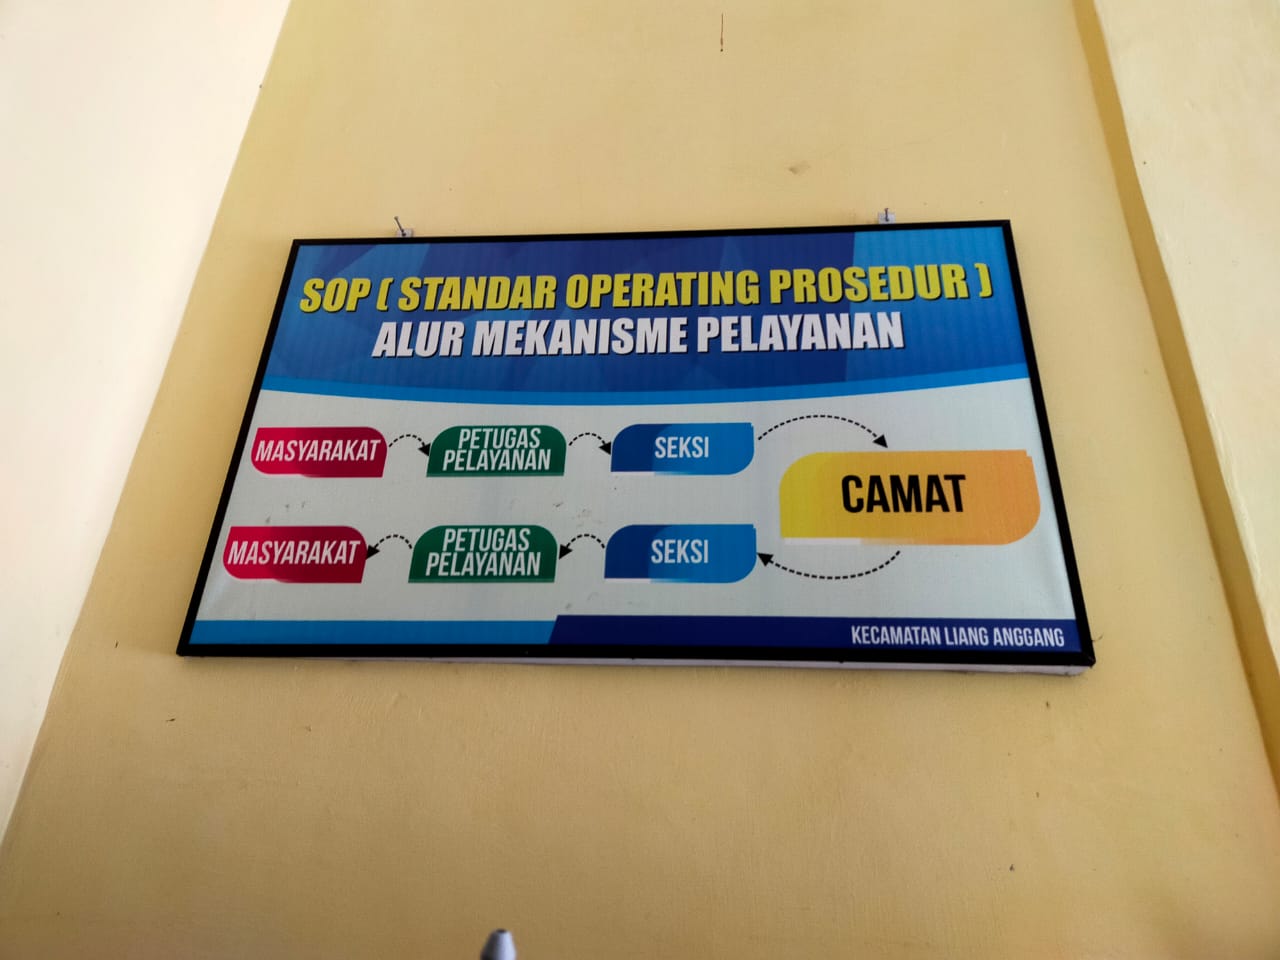 SOP ( STANDAR OPERATING PROSEDUR )
ALUR MEKANISME PELAYANAN
MASYARAKAT
PETUGAS
PELAYANAN
SEKSI
CAMAT
MASYARAKAT
PETUGAS
PELAYANAN
SEKSI
KECAMATAN LIANG ANGGANG